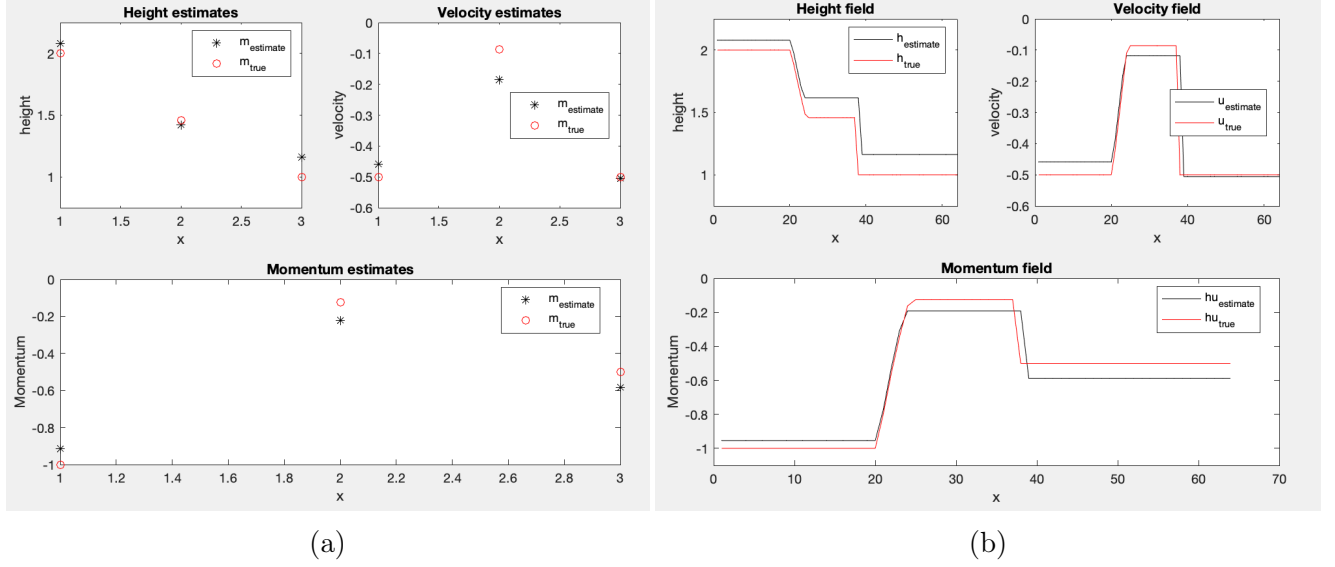 Height estimates
height
2
1.5
1
1
1.5
2
2.5
3
x
m_estimate
m_true
Velocity estimates
velocity
0
-0.1
-0.2
-0.3
-0.4
-0.5
-0.6
1
1.5
2
2.5
3
x
m_estimate
m_true
Momentum estimates
Momentum
0
-0.2
-0.4
-0.6
-0.8
-1
1
1.2
1.4
1.6
1.8
2
2.2
2.4
2.6
2.8
3
x
m_estimate
m_true
(a)
Height field
height
2
1.5
1
0
20
40
60
x
h_estimate
h_true
Velocity field
velocity
0
-0.1
-0.2
-0.3
-0.4
-0.5
-0.6
0
20
40
60
x
u_estimate
u_true
Momentum field
Momentum
0
-0.2
-0.4
-0.6
-0.8
-1
0
10
20
30
40
50
60
70
x
hu_estimate
hu_true
(b)